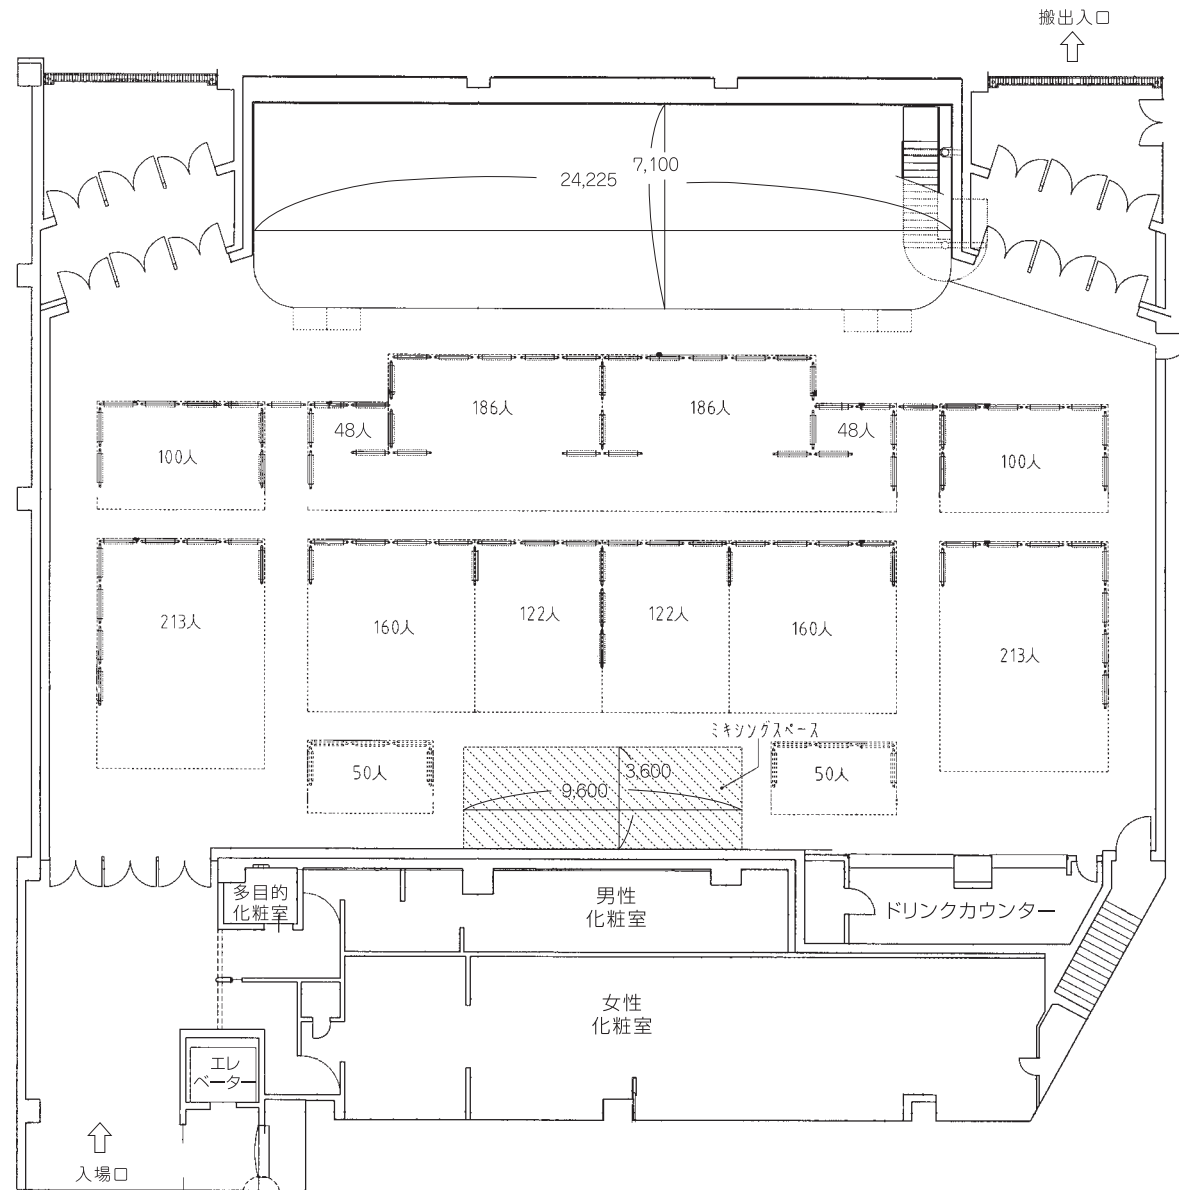 搬出入口
7,100
24,225
186人
186人
48人
48人
100人
100人
213人
160人
122人
122人
160人
213人
ミキシングスペース
50人
3,600
9,600
50人
多目的
化粧室
男性
化粧室
ドリンクカウンター
女性
化粧室
エレ
ベーター
入場口